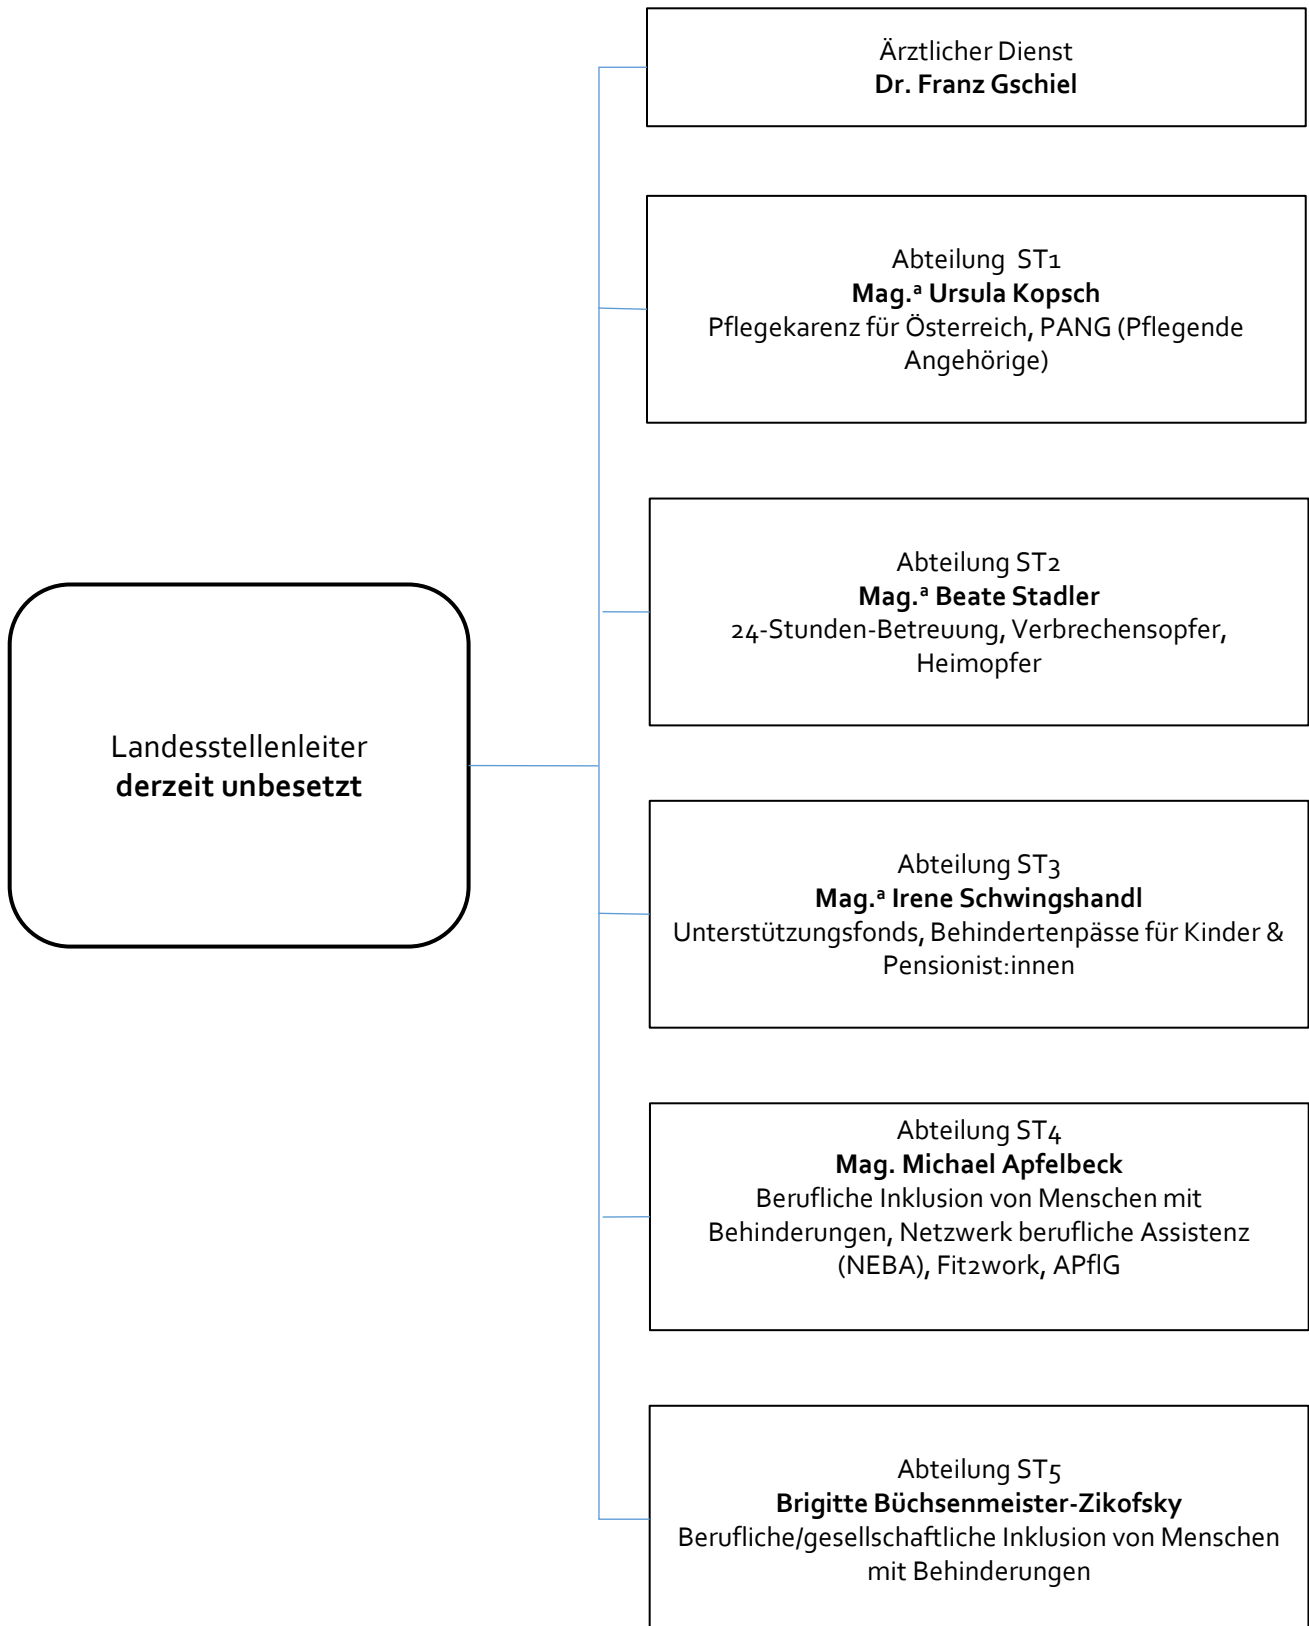 Ärztlicher Dienst
Dr. Franz Gschiel
Abteilung ST1
Mag.ª Ursula Kopsch
Pflegekarenz für Österreich, PANG (Pflegende
Angehörige)
Abteilung ST2
Mag.ª Beate Stadler
24-Stunden-Betreuung, Verbrechensopfer,
Heimopfer
Landesstellenleiter
derzeit unbesetzt
Abteilung ST3
Mag.ª Irene Schwingshandl
Unterstützungsfonds, Behindertenpässe für Kinder &
Pensionist:innen
Abteilung ST4
Mag. Michael Apfelbeck
Berufliche Inklusion von Menschen mit
Behinderungen, Netzwerk berufliche Assistenz
(NEBA), Fit2work, APflG
Abteilung ST5
Brigitte Büchsenmeister-Zikofsky
Berufliche/gesellschaftliche Inklusion von Menschen
mit Behinderungen